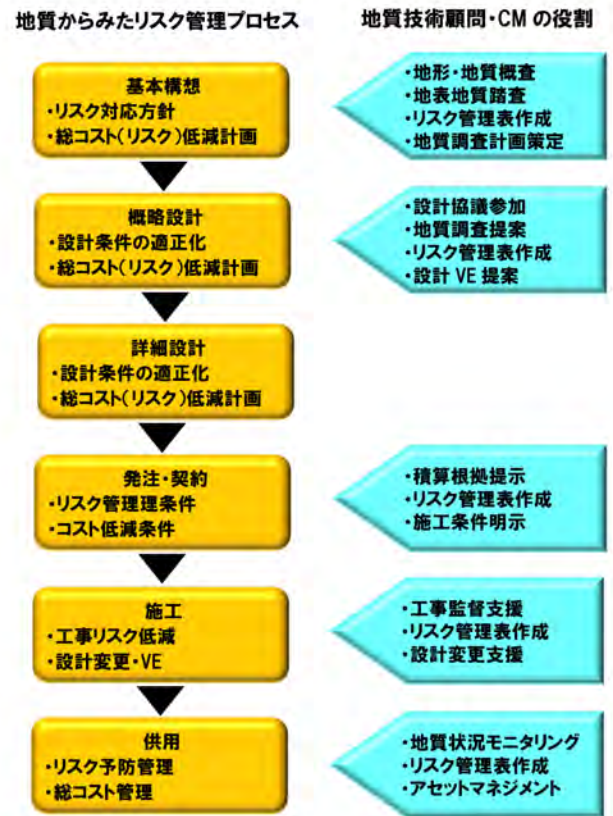 地質からみたリスク管理プロセス
地質技術顧問・CM の役割
基本構想
・リスク対応方針
・総コスト(リスク)低減計画
・地形・地質概査
・地表地質踏査
・リスク管理表作成
・地質調査計画策定
概略設計
・設計条件の適正化
・総コスト(リスク)低減計画
・設計協議参加
・地質調査提案
・リスク管理表作成
・設計 VE 提案
詳細設計
・設計条件の適正化
・総コスト(リスク)低減計画
発注・契約
・リスク管理理条件
・コスト低減条件
・積算根拠提示
・リスク管理表作成
・施工条件明示
施工
・工事リスク低減
・設計変更・VE
・工事監督支援
・リスク管理表作成
・設計変更支援
供用
・リスク予防管理
・総コスト管理
・地質状況モニタリング
・リスク管理表作成
・アセットマネジメント